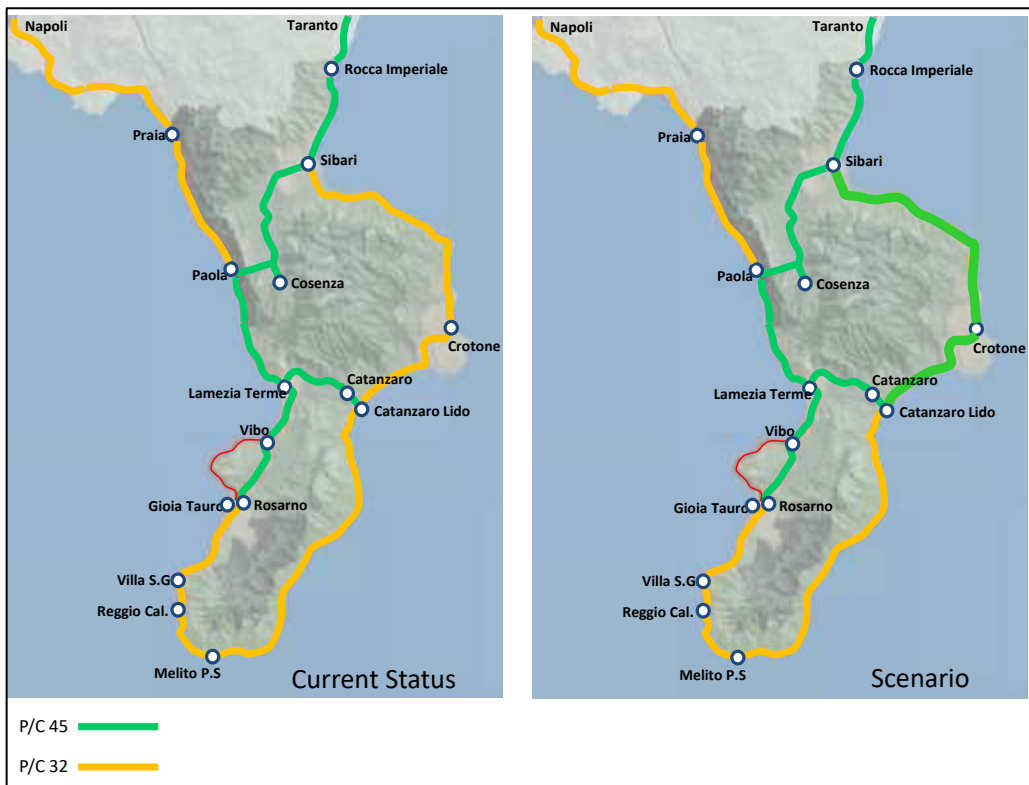 Napoli
Taranto
Rocca Imperiale
Praia
Sibari
Paola
Cosenza
Crotone
Lamezia Terme
Catanzaro
Catanzaro Lido
Vibo
Gioia Tauro
Rosarno
Villa S.G
Reggio Cal.
Melito P.S
Current Status
Napoli
Taranto
Rocca Imperiale
Praia
Sibari
Paola
Cosenza
Crotone
Lamezia Terme
Catanzaro
Catanzaro Lido
Vibo
Gioia Tauro
Rosarno
Villa S.G
Reggio Cal.
Melito P.S
Scenario
P/C 45
P/C 32